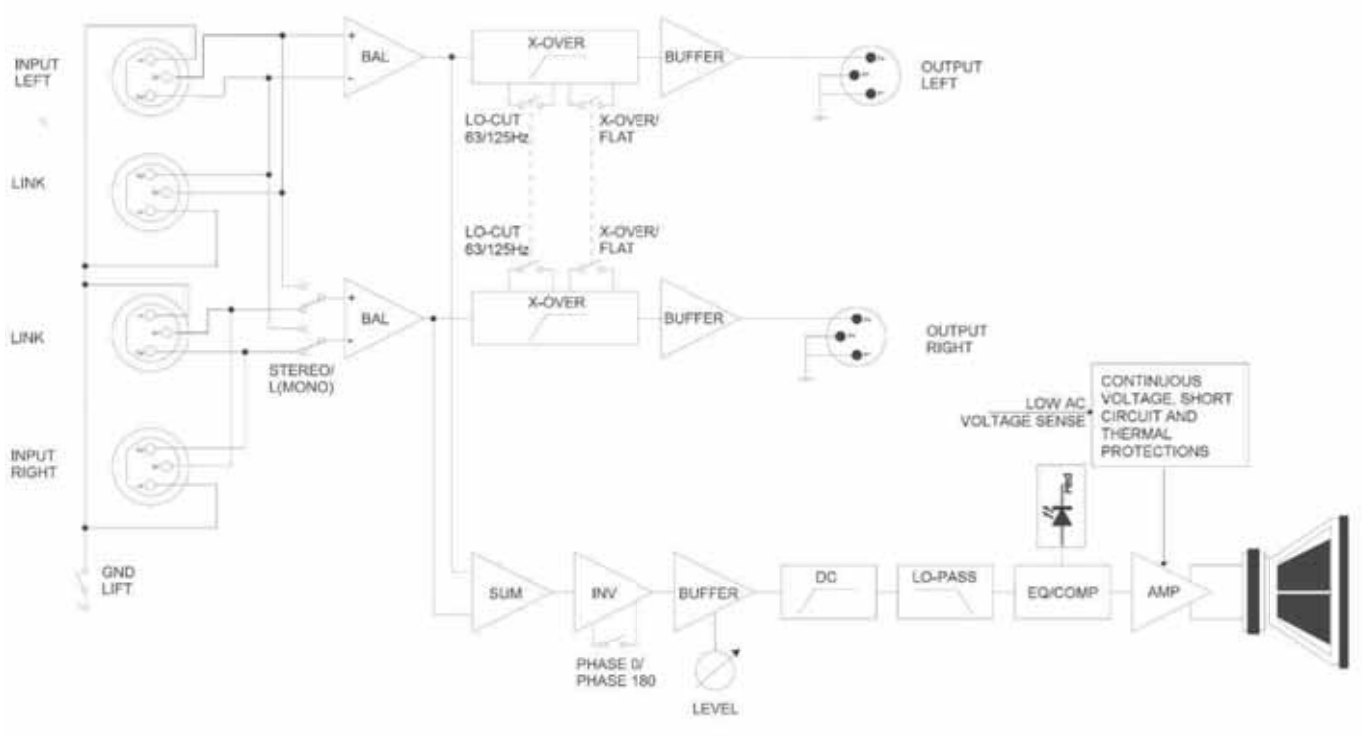 INPUT
LEFT
BAL
X-OVER
BUFFER
OUTPUT
LEFT
LO-CUT
63/125Hz
X-OVER/
FLAT
LINK
LO-CUT
63/125Hz
X-OVER/
FLAT
LINK
BAL
X-OVER
BUFFER
OUTPUT
RIGHT
STEREO/
L(MONO)
INPUT
RIGHT
LOW AC
VOLTAGE SENSE
CONTINUOUS
VOLTAGE, SHORT
CIRCUIT AND
THERMAL
PROTECTIONS
Red
GND
LIFT
SUM
INV
BUFFER
DC
LO-PASS
EQ/COMP
AMP
PHASE 0/
PHASE 180
LEVEL